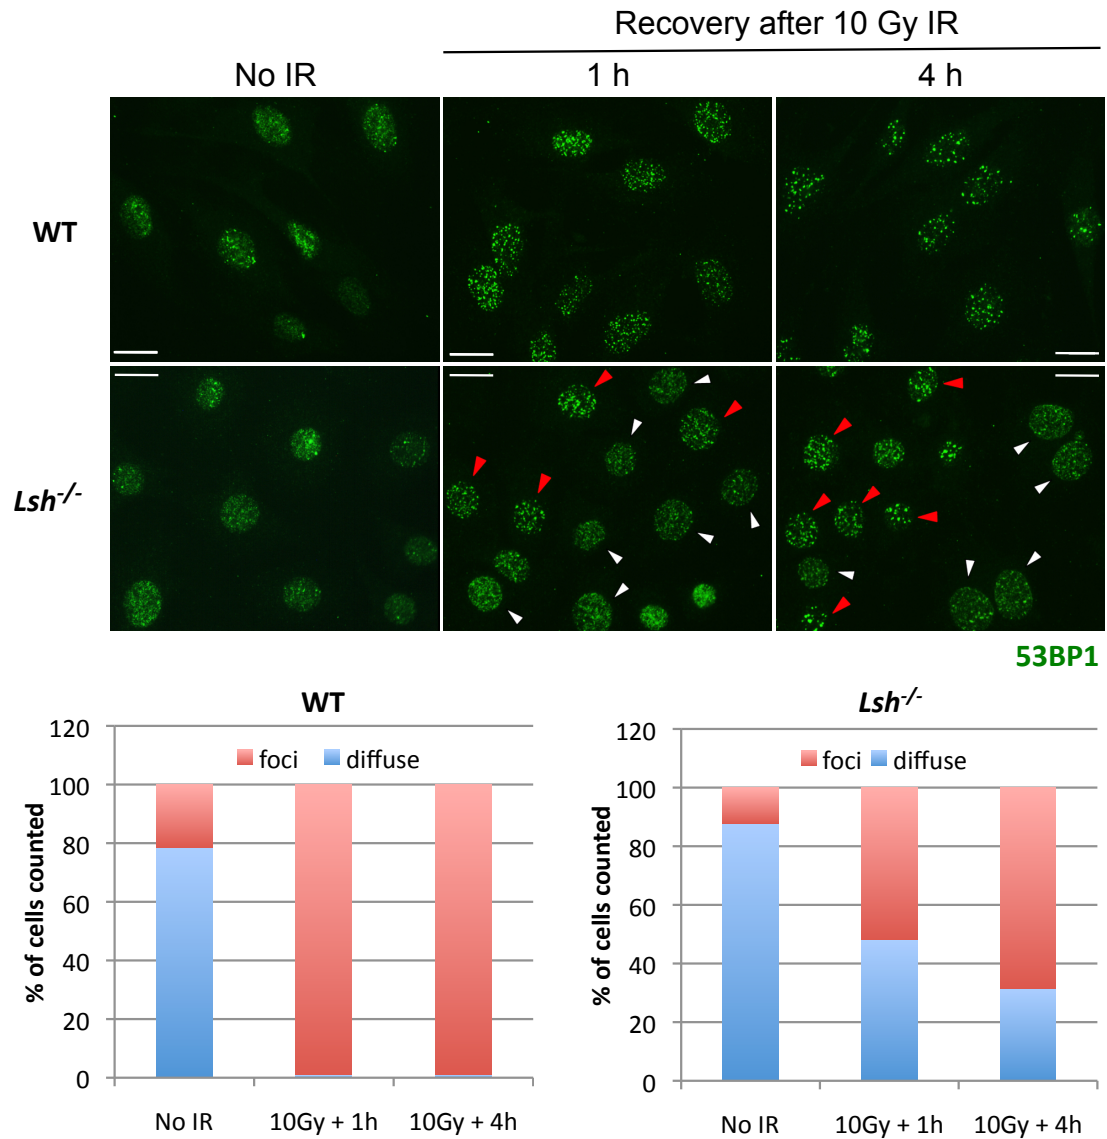 Recovery after 10 Gy IR
No IR
1 h
4 h
WT
Lsh-/-
53BP1
WT
120
100
80
60
40
20
0
% of cells counted
foci
diffuse
No IR
10Gy + 1h
10Gy + 4h
Lsh-/-
120
100
80
60
40
20
0
% of cells counted
foci
diffuse
No IR
10Gy + 1h
10Gy + 4h